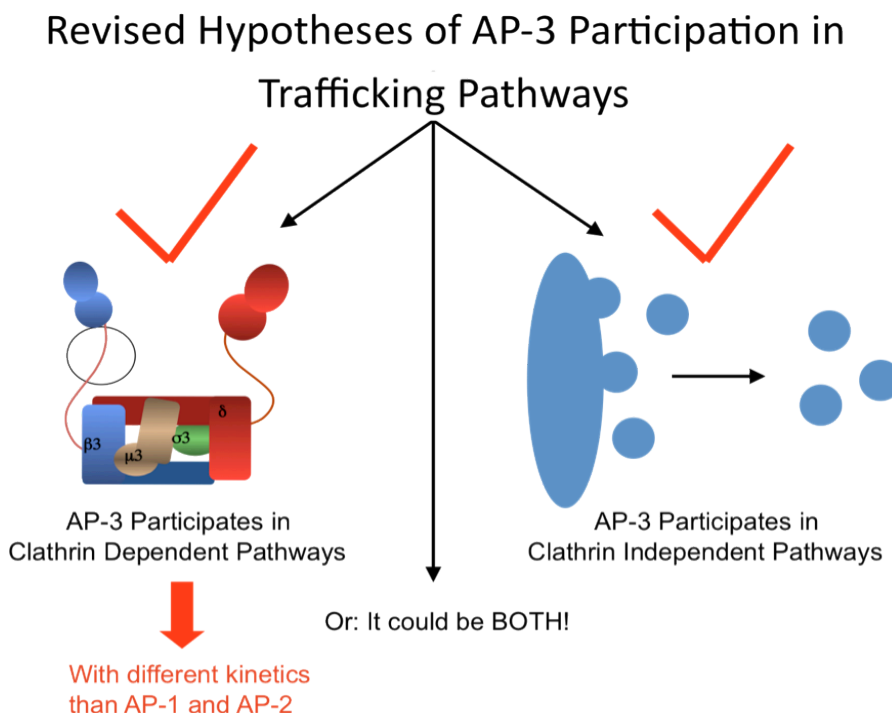 Revised Hypotheses of AP-3 Participation in
Trafficking Pathways
β3
μ3
σ3
δ
AP-3 Participates in
Clathrin Dependent Pathways
AP-3 Participates in
Clathrin Independent Pathways
Or: It could be BOTH!
With different kinetics
than AP-1 and AP-2